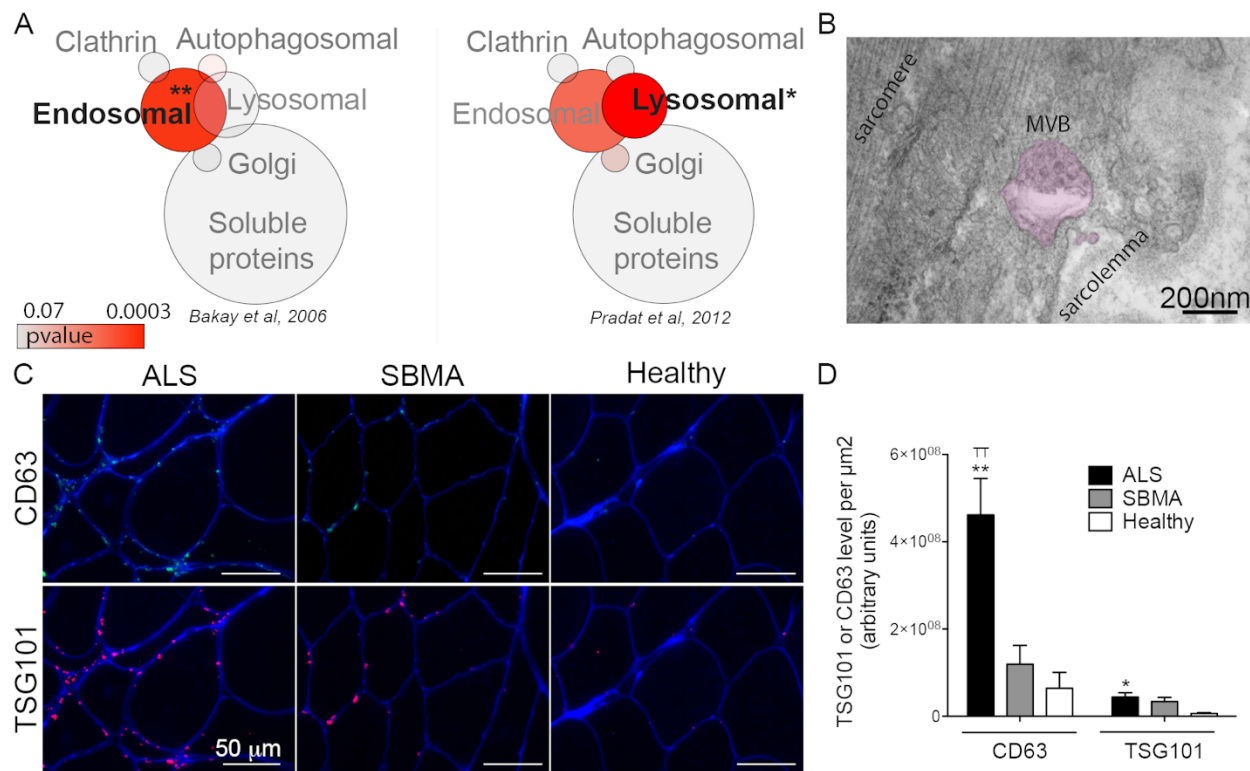 A
Clathrin
Autophagosomal
**
Endosomal
Lysosomal
Golgi
Soluble
proteins
0.07 0.0003
pvalue
Bakay et al, 2006
Clathrin
Autophagosomal
Endosomal
Lysosomal*
Golgi
Soluble
proteins
Pradat et al, 2012
B
sarcomere
MVB
sarcolemma
200nm
C
ALS SBMA Healthy
CD63
TSG101
50 µm
D
TSG101 or CD63 level per µm2
(arbitrary units)
6×10⁰⁸
4×10⁰⁸
2×10⁰⁸
0
TT
**
*
ALS
SBMA
Healthy
CD63 TSG101